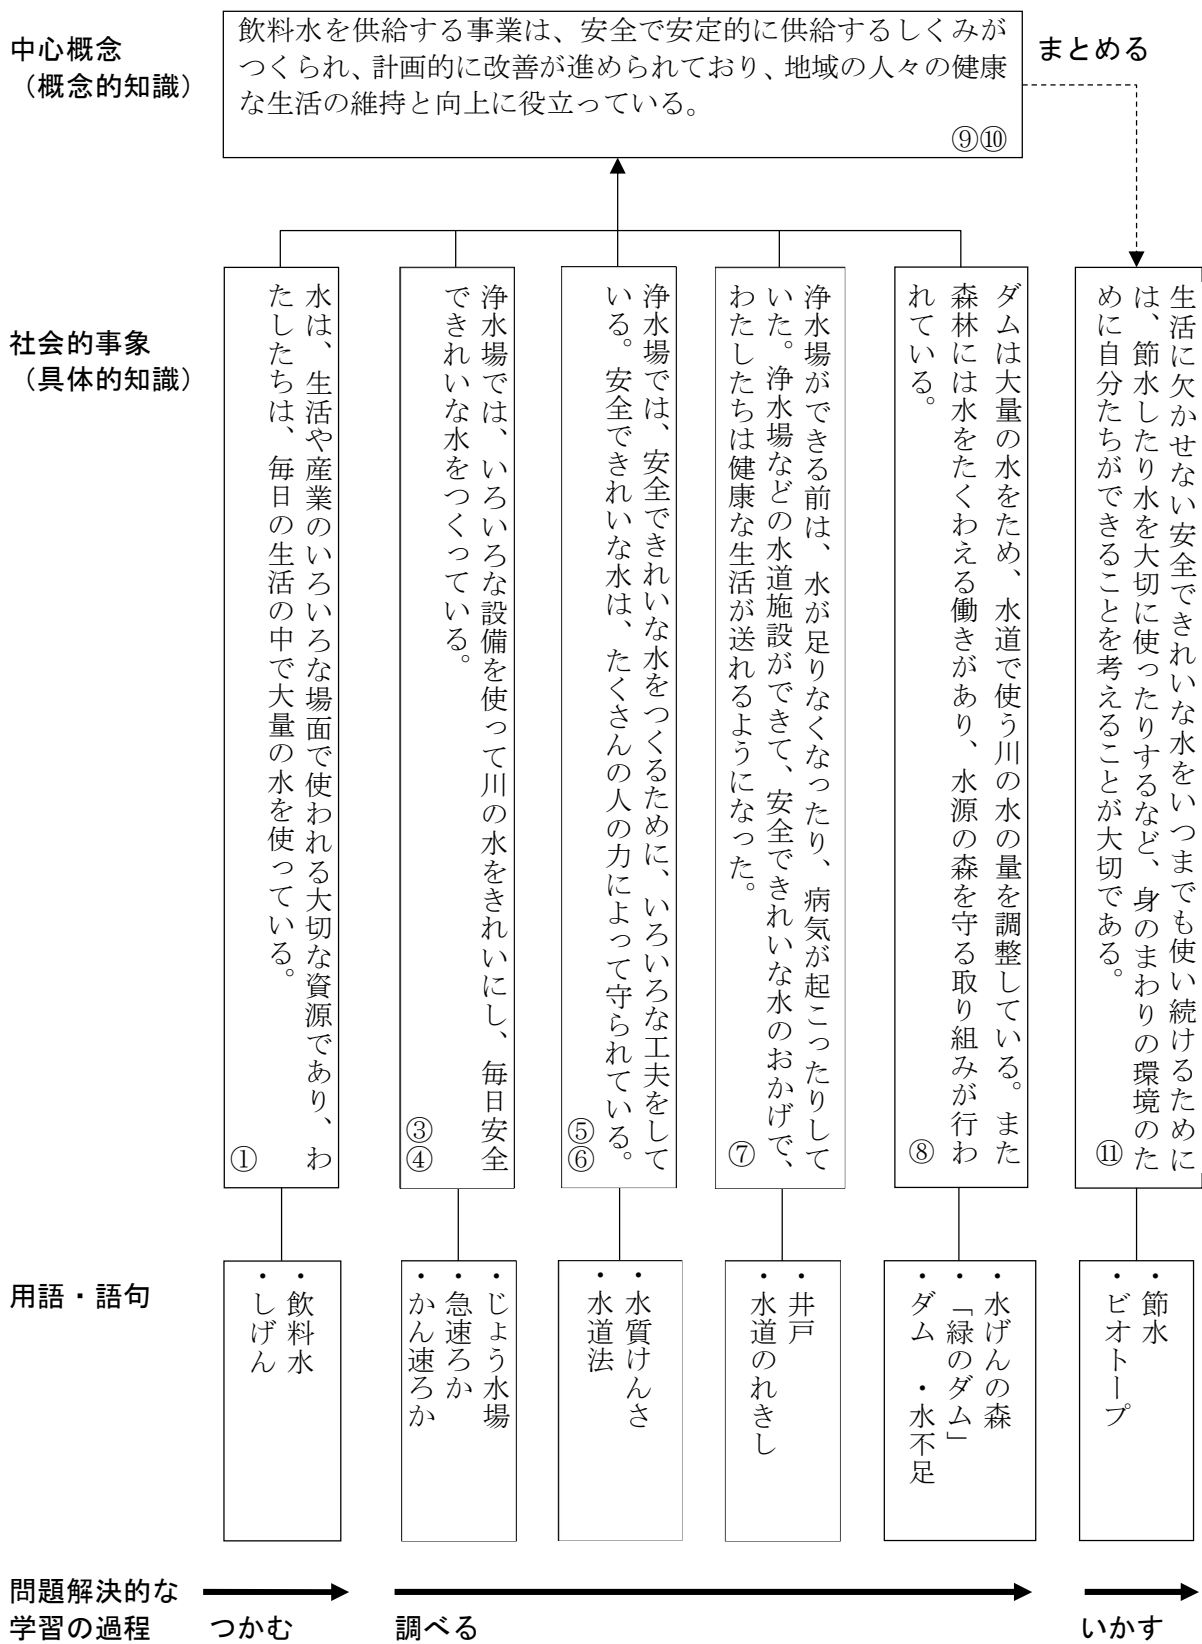 中心概念
(概念的知識)
飲料水を供給する事業は、安全で安定的に供給するしくみが
つくられ、計画的に改善が進められており、地域の人々の健康
な生活の維持と向上に役立っている。
⑨⑩
まとめる
社会的事象
(具体的知識)
水は、生活や産業のいろいろな場面で使われる大切な資源であり、わ
たしたちは、毎日の生活の中で大量の水を使っている。
①
浄水場では、いろいろな設備を使って川の水をきれいにし、毎日安全
できれいな水をつくっている。
③
④
浄水場では、安全できれいな水をつくるために、いろいろな工夫をして
いる。安全できれいな水は、たくさんの人の力によって守られている。
⑤
⑥
浄水場ができる前は、水が足りなくなったり、病気が起こったりして
いた。浄水場などの水道施設ができて、安全できれいな水のおかげで、
わたしたちは健康な生活が送れるようになった。
⑦
ダムは大量の水をため、水道で使う川の水の量を調整している。また
森林には水をたくわえる働きがあり、水源の森を守る取り組みが行わ
れている。
⑧
生活に欠かせない安全できれいな水をいつまでも使い続けるために
は、節水したり水を大切に使ったりするなど、身のまわりの環境のた
めに自分たちができることを考えることが大切である。
⑪
用語・語句
・飲料水
・しげん
・じょう水場
・急速ろか
・かん速ろか
・水質けんさ
・水道法
・井戸
・水道のれきし
・水げんの森
「緑のダム」
・ダム ・水不足
・節水
・ビオトープ
問題解決的な
学習の過程
つかむ
調べる
いかす